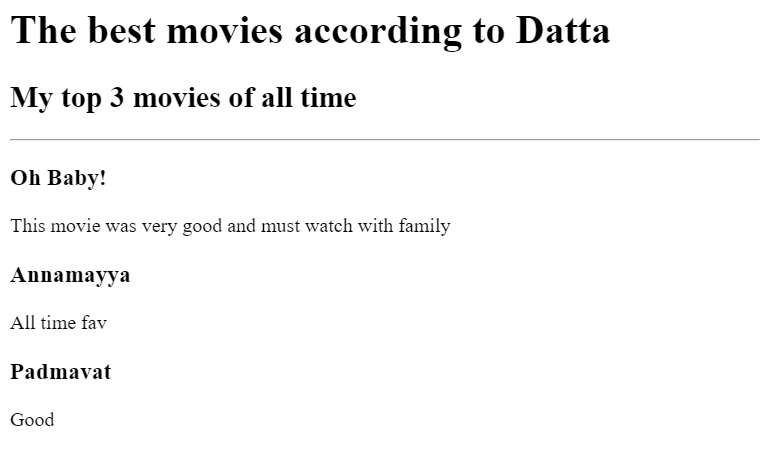 The best movies according to Datta
My top 3 movies of all time
Oh Baby!
This movie was very good and must watch with family
Annamayya
All time fav
Padmavat
Good